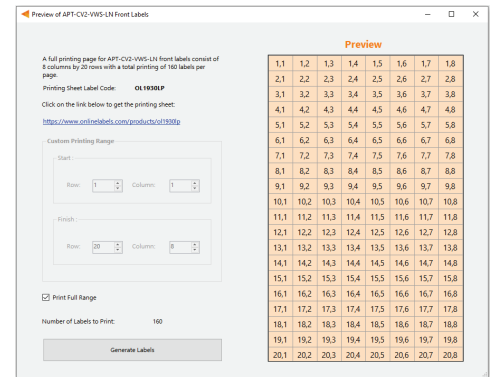 Preview of APT-CV2-VWS-LN Front Labels
A full printing page for APT-CV2-VWS-LN front labels consist of
8 columns by 20 rows with a total printing of 160 labels per
page.
Printing Sheet Label Code: OL1930LP
Click on the link below to get the printing sheet:
https://www.onlinelabels.com/products/ol1930lp
Custom Printing Range
Start :
Row: 1 Column: 1
Finish
Row: 20 Column: 8
Print Full Range
Number of Labels to Print: 160
Generate Labels
Preview
1,1 1,2 1,3 1,4 1,5 1,6 1,7 1,8
2,1 2,2 2,3 2,4 2,5 2,6 2,7 2,8
3,1 3,2 3,3 3,4 3,5 3,6 3,7 3,8
4,1 4,2 4,3 4,4 4,5 4,6 4,7 4,8
5,1 5,2 5,3 5,4 5,5 5,6 5,7 5,8
6,1 6,2 6,3 6,4 6,5 6,6 6,7 6,8
7,1 7,2 7,3 7,4 7,5 7,6 7,7 7,8
8,1 8,2 8,3 8,4 8,5 8,6 8,7 8,8
9,1 9,2 9,3 9,4 9,5 9,6 9,7 9,8
10,1 10,2 10,3 10,4 10,5 10,6 10,7 10,8
11,1 11,2 11,3 11,4 11,5 11,6 11,7 11,8
12,1 12,2 12,3 12,4 12,5 12,6 12,7 12,8
13,1 13,2 13,3 13,4 13,5 13,6 13,7 13,8
14,1 14,2 14,3 14,4 14,5 14,6 14,7 14,8
15,1 15,2 15,3 15,4 15,5 15,6 15,7 15,8
16,1 16,2 16,3 16,4 16,5 16,6 16,7 16,8
17,1 17,2 17,3 17,4 17,5 17,6 17,7 17,8
18,1 18,2 18,3 18,4 18,5 18,6 18,7 18,8
19,1 19,2 19,3 19,4 19,5 19,6 19,7 19,8
20,1 20,2 20,3 20,4 20,5 20,6 20,7 20,8